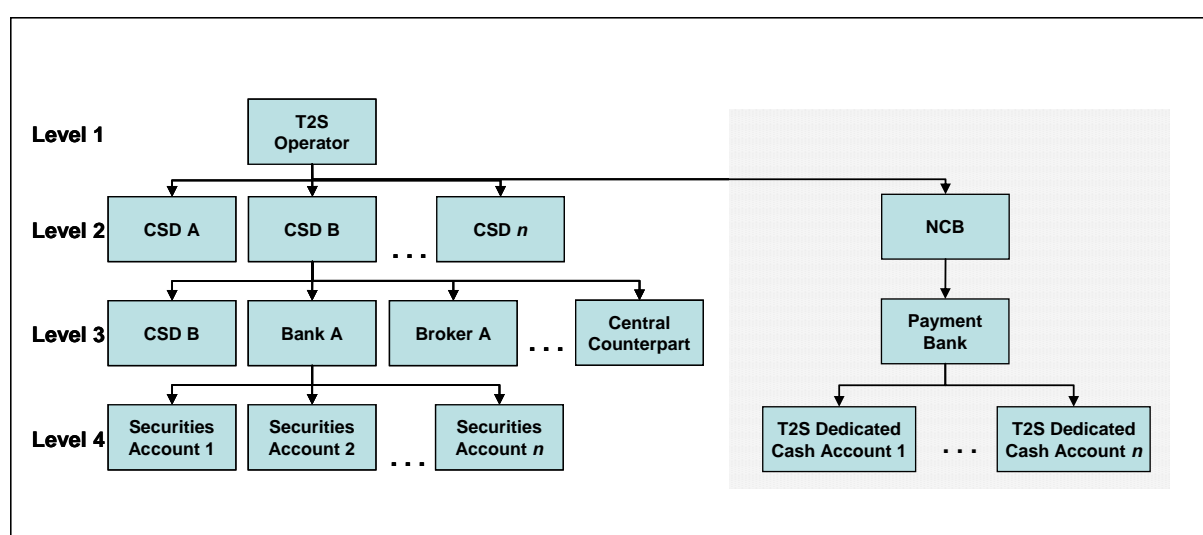 Level 1
T2S
Operator
Level 2
CSD A
CSD B
. . .
CSD n
NCB
Level 3
CSD B
Bank A
Broker A
. . .
Central
Counterpart
Payment
Bank
Level 4
Securities
Account 1
Securities
Account 2
. . .
Securities
Account n
T2S Dedicated
Cash Account 1
. . .
T2S Dedicated
Cash Account n